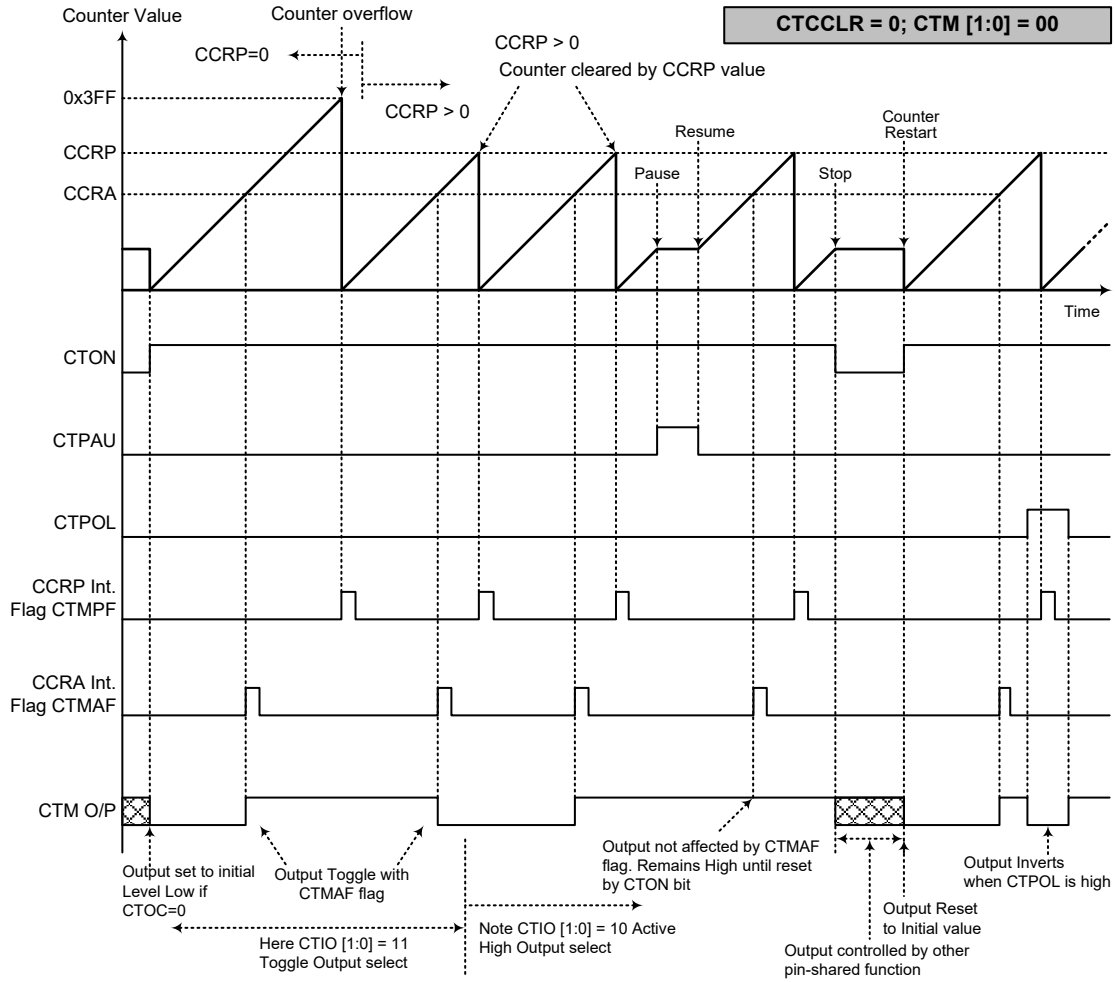 Counter Value
Counter overflow
CTCCLR = 0; CTM [1:0] = 00
CCRP=0
CCRP > 0
CCRP > 0
Counter cleared by CCRP value
0x3FF
CCRP
CCRA
Pause
Resume
Stop
Counter
Restart
Time
CTON
CTPAU
CTPOL
CCRP Int.
Flag CTMPF
CCRA Int.
Flag CTMAF
CTM O/P
Output set to initial
Level Low if
CTOC=0
Output Toggle with
CTMAF flag
Here CTIO [1:0] = 11
Toggle Output select
Note CTIO [1:0] = 10 Active
High Output select
Output not affected by CTMAF
flag. Remains High until reset
by CTON bit
Output controlled by other
pin-shared function
Output Reset
to Initial value
Output Inverts
when CTPOL is high